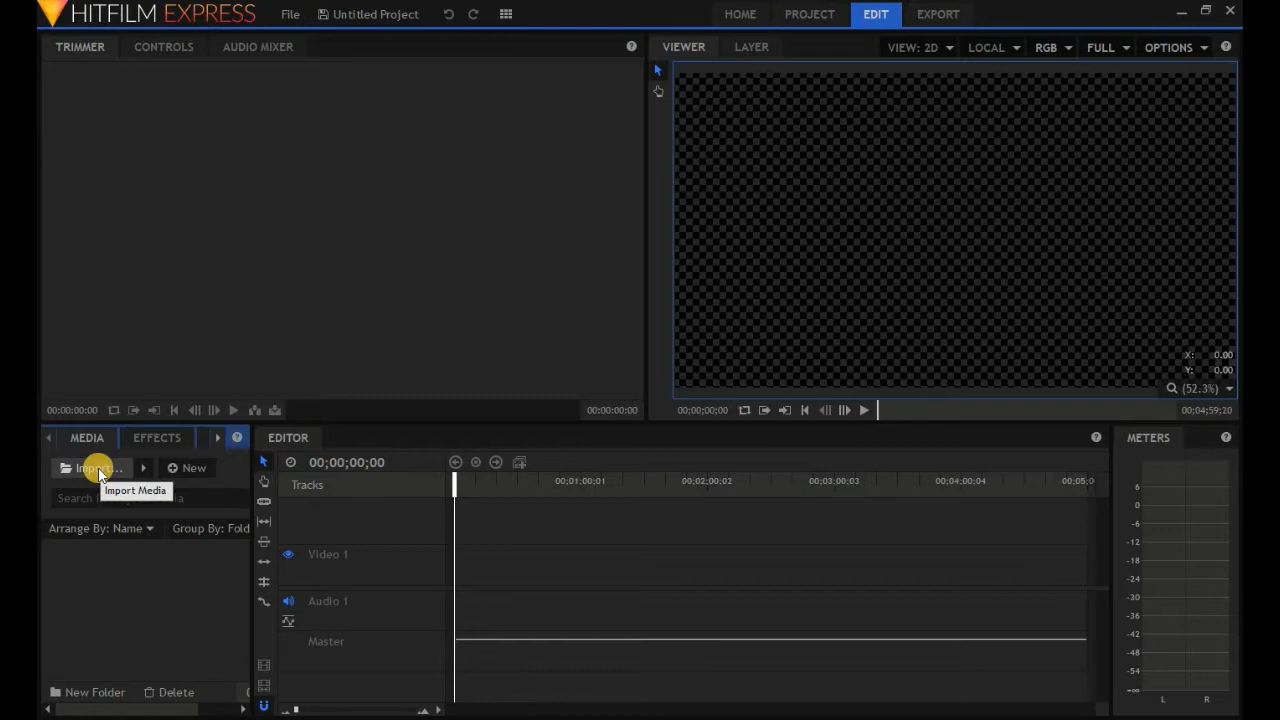 HITFILM EXPRESS File Untitled Project HOME PROJECT EDIT EXPORT
TRIMMER CONTROLS AUDIO MIXER VIEWER LAYER VIEW: 2D LOCAL RGB FULL OPTIONS
X: 0.00
Y: 0.00
(52.3%)
00:00:00:00 00:00:00:00 00;00;00;00 00;04;59;20
MEDIA EFFECTS EDITOR METERS
Import... New 00;00;00;00
Import Media
Tracks 00;01;00;01 00;02;00;02 00;03;00;03 00;04;00;04 00;05;0
Search
Arrange By: Name Group By: Fold
Video 1
Audio 1
Master
6
0
-6
-12
-18
-24
-30
-36
-42
-48
-54
-∞
L R
New Folder Delete